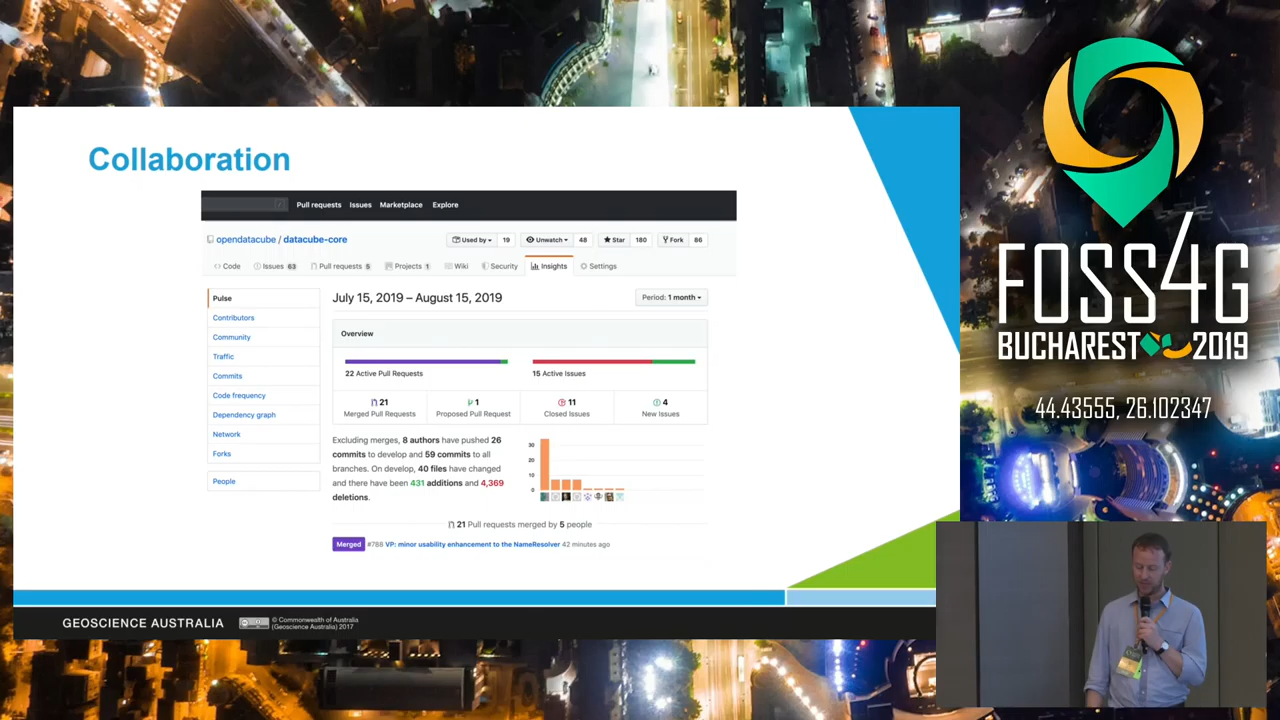 Collaboration
Pull requests Issues Marketplace Explore
opendatacube / datacube-core
Used by 19 Unwatch 48 Star 180 Fork 86
Code Issues 63 Pull requests 5 Projects 1 Wiki Security Insights Settings
Pulse
Contributors
Community
Traffic
Commits
Code frequency
Dependency graph
Network
Forks
People
July 15, 2019 – August 15, 2019
Period: 1 month
Overview
22 Active Pull Requests
15 Active Issues
21
Merged Pull Requests
1
Proposed Pull Request
11
Closed Issues
4
New Issues
Excluding merges, 8 authors have pushed 26
commits to develop and 59 commits to all
branches. On develop, 40 files have changed
and there have been 431 additions and 4,369
deletions.
30
20
10
0
21 Pull requests merged by 5 people
Merged #788 VP: minor usability enhancement to the NameResolver 42 minutes ago
GEOSCIENCE AUSTRALIA
© Commonwealth of Australia
(Geoscience Australia) 2017
FOSS4G
BUCHAREST 2019
44.43555, 26.102347